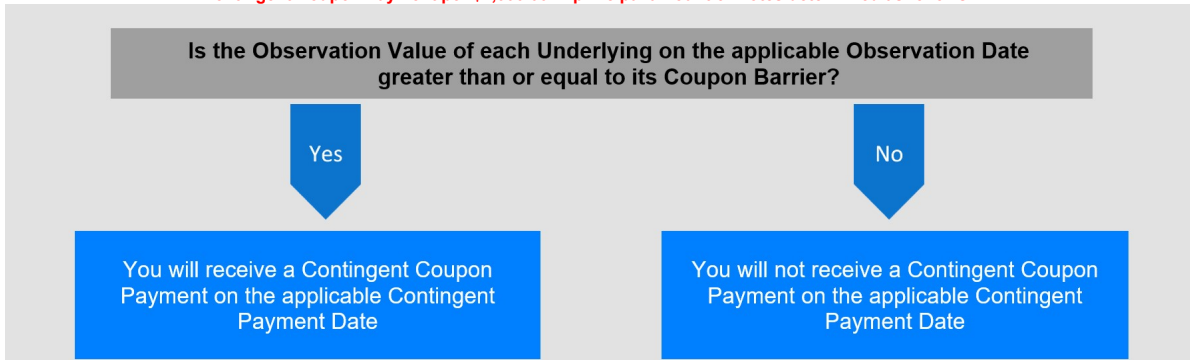 Is the Observation Value of each Underlying on the applicable Observation Date
greater than or equal to its Coupon Barrier?
Yes
No
You will receive a Contingent Coupon
Payment on the applicable Contingent
Payment Date
You will not receive a Contingent Coupon
Payment on the applicable Contingent
Payment Date